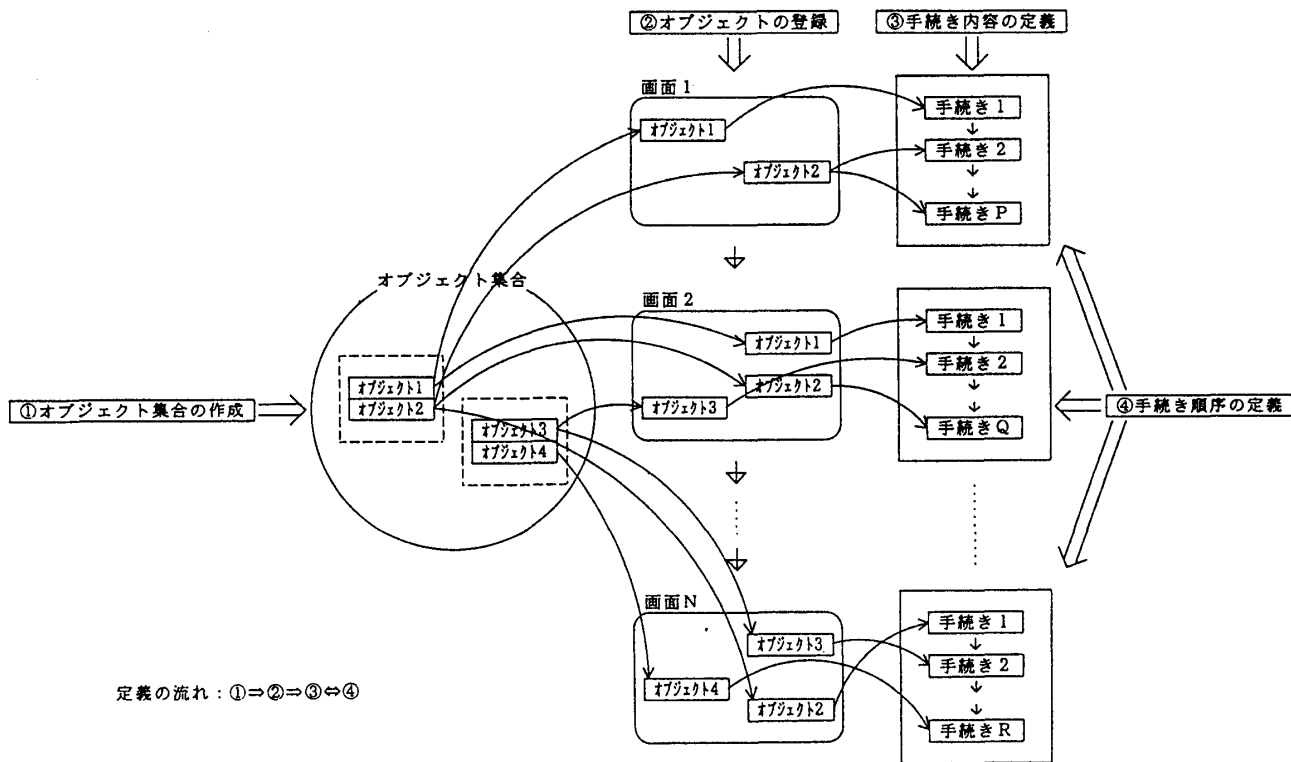 ②オブジェクトの登録
③手続き内容の定義
画面1
オブジェクト1
オブジェクト2
手続き1
手続き2
手続きP
オブジェクト集合
オブジェクト1
オブジェクト2
オブジェクト3
オブジェクト4
①オブジェクト集合の作成
画面2
オブジェクト1
オブジェクト2
オブジェクト3
手続き1
手続き2
手続きQ
④手続き順序の定義
画面N
オブジェクト3
オブジェクト4
オブジェクト2
手続き1
手続き2
手続きR
定義の流れ:①⇒②⇒③⇔④